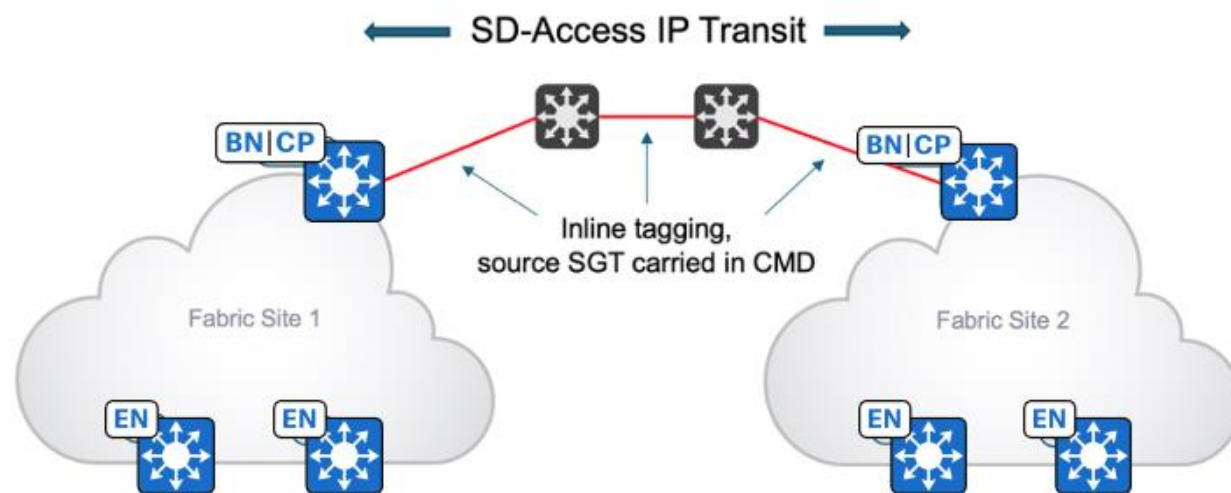 SD-Access IP Transit
BN|CP
BN|CP
Inline tagging,
source SGT carried in CMD
Fabric Site 1
Fabric Site 2
EN
EN
EN
EN